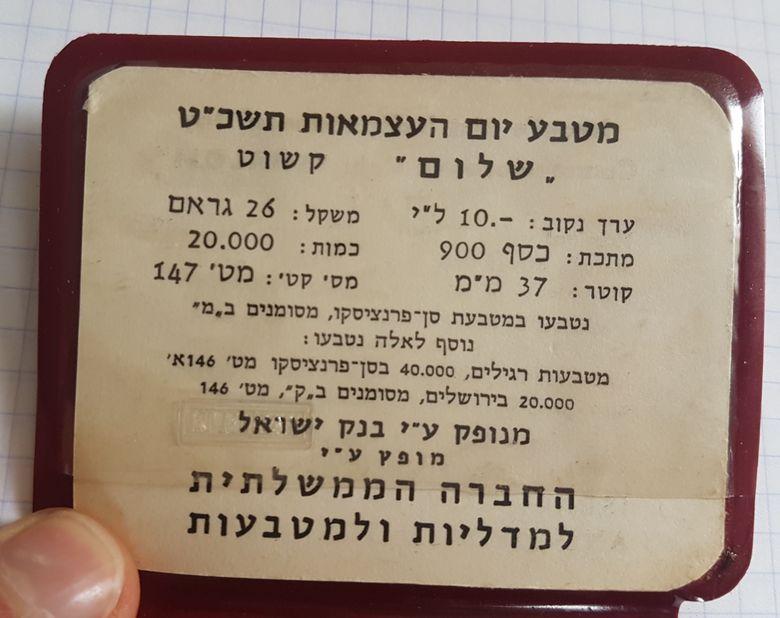 מטבע יום העצמאות תשכ״ט
„שלום״ קשוט
ערך נקוב: 10.- ל״י משקל: 26 גראם
מתכת: כסף 900 כמות: 20.000
קוטר: 37 מ״מ מס׳ קט׳: מט׳ 147
נטבעו במטבעת סן־פרנציסקו, מסומנים ב„מ״
נוסף לאלה נטבעו:
מטבעות רגילים, 40.000 בסן־פרנציסקו מט׳ 146א׳
20.000 בירושלים, מסומנים ב„ק״, מט׳ 146
מנופק ע״י בנק ישראל
מופץ ע״י
החברה הממשלתית
למדליות ולמטבעות